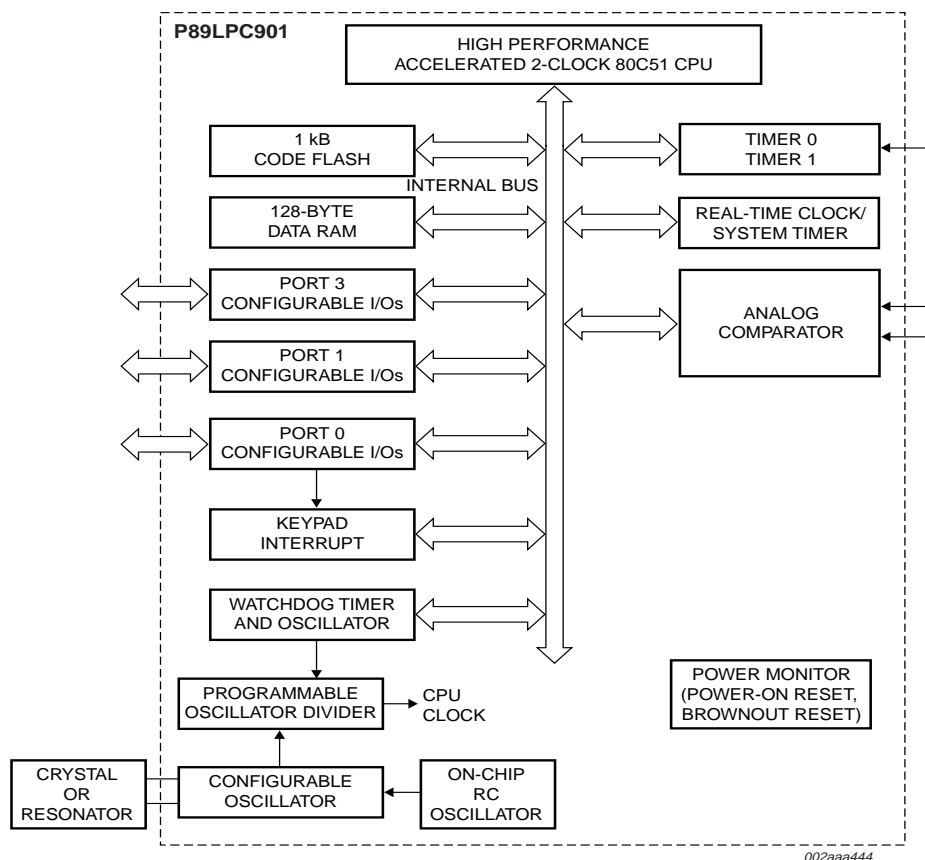 P89LPC901
HIGH PERFORMANCE
ACCELERATED 2-CLOCK 80C51 CPU
1 kB
CODE FLASH
TIMER 0
TIMER 1
INTERNAL BUS
128-BYTE
DATA RAM
REAL-TIME CLOCK/
SYSTEM TIMER
PORT 3
CONFIGURABLE I/Os
ANALOG
COMPARATOR
PORT 1
CONFIGURABLE I/Os
PORT 0
CONFIGURABLE I/Os
KEYPAD
INTERRUPT
WATCHDOG TIMER
AND OSCILLATOR
PROGRAMMABLE
OSCILLATOR DIVIDER
CPU
CLOCK
POWER MONITOR
(POWER-ON RESET,
BROWNOUT RESET)
CRYSTAL
OR
RESONATOR
CONFIGURABLE
OSCILLATOR
ON-CHIP
RC
OSCILLATOR
002aaa444